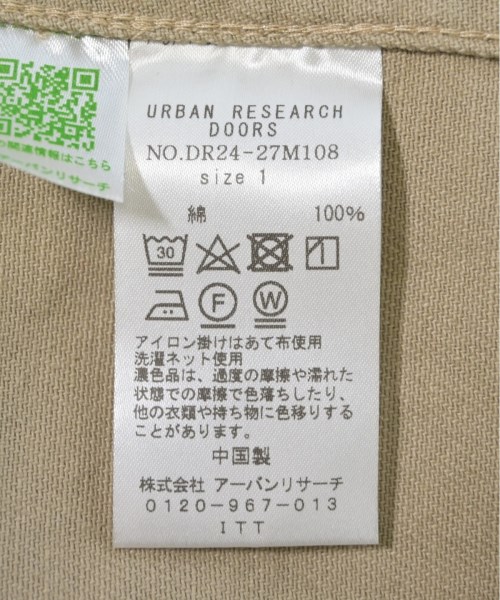 の関連情報はこちら
アーバンリサーチ
URBAN RESEARCH
DOORS
NO.DR24-27M108
size 1
綿 100%
30
F W
アイロン掛けはあて布使用
洗濯ネット使用
濃色品は、過度の摩擦や濡れた
状態での摩擦で色落ちしたり、
他の衣類や持ち物に色移りする
ことがあります。
中国製
株式会社 アーバンリサーチ
0120-967-013
ITT